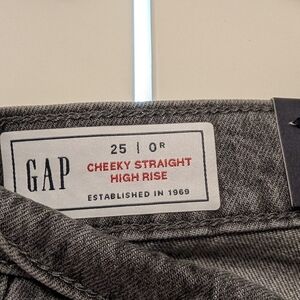 GAP
25 | 0R
CHEEKY STRAIGHT
HIGH RISE
ESTABLISHED IN 1969